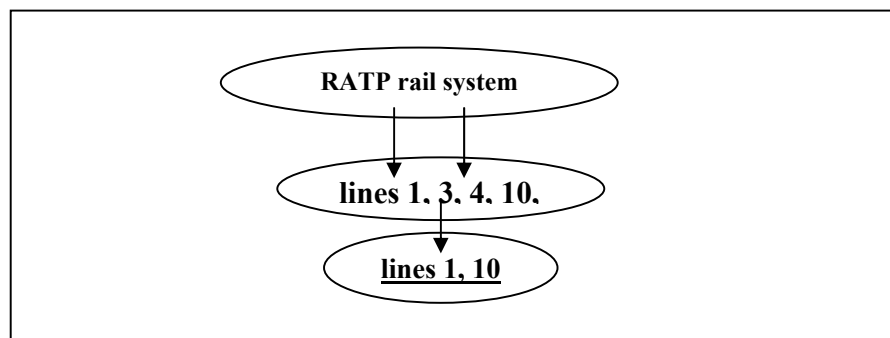 RATP rail system
lines 1, 3, 4, 10,
lines 1, 10